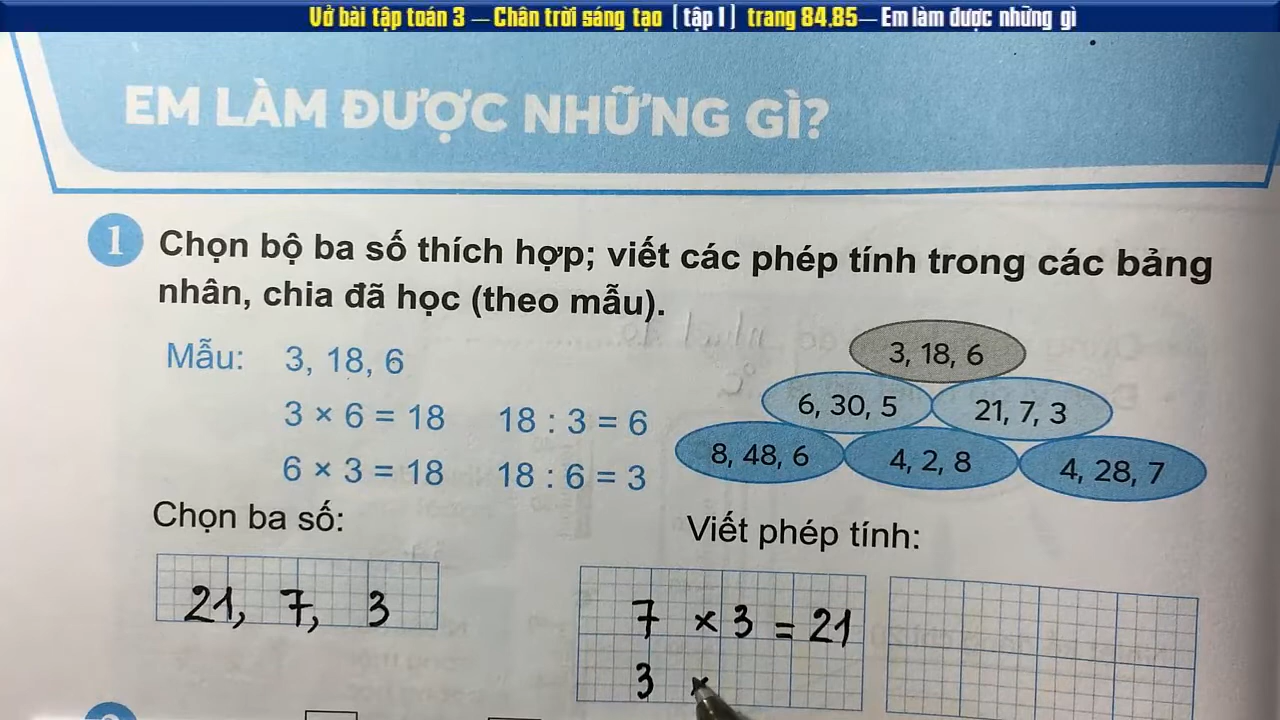 Vở bài tập toán 3 – Chân trời sáng tạo (tập 1) trang 84,85– Em làm được những gì
EM LÀM ĐƯỢC NHỮNG GÌ?
1 Chọn bộ ba số thích hợp; viết các phép tính trong các bảng
nhân, chia đã học (theo mẫu).
Mẫu: 3, 18, 6
3 × 6 = 18 18 : 3 = 6
6 × 3 = 18 18 : 6 = 3
3, 18, 6
6, 30, 5 21, 7, 3
8, 48, 6 4, 2, 8 4, 28, 7
Chọn ba số: Viết phép tính:
21, 7, 3
7 × 3 = 21
3 ×